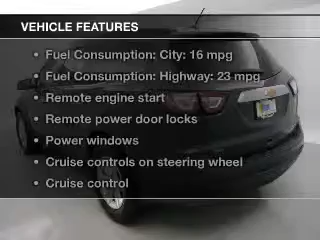 VEHICLE FEATURES
• Fuel Consumption: City: 16 mpg
• Fuel Consumption: Highway: 23 mpg
• Remote engine start
• Remote power door locks
• Power windows
• Cruise controls on steering wheel
• Cruise control